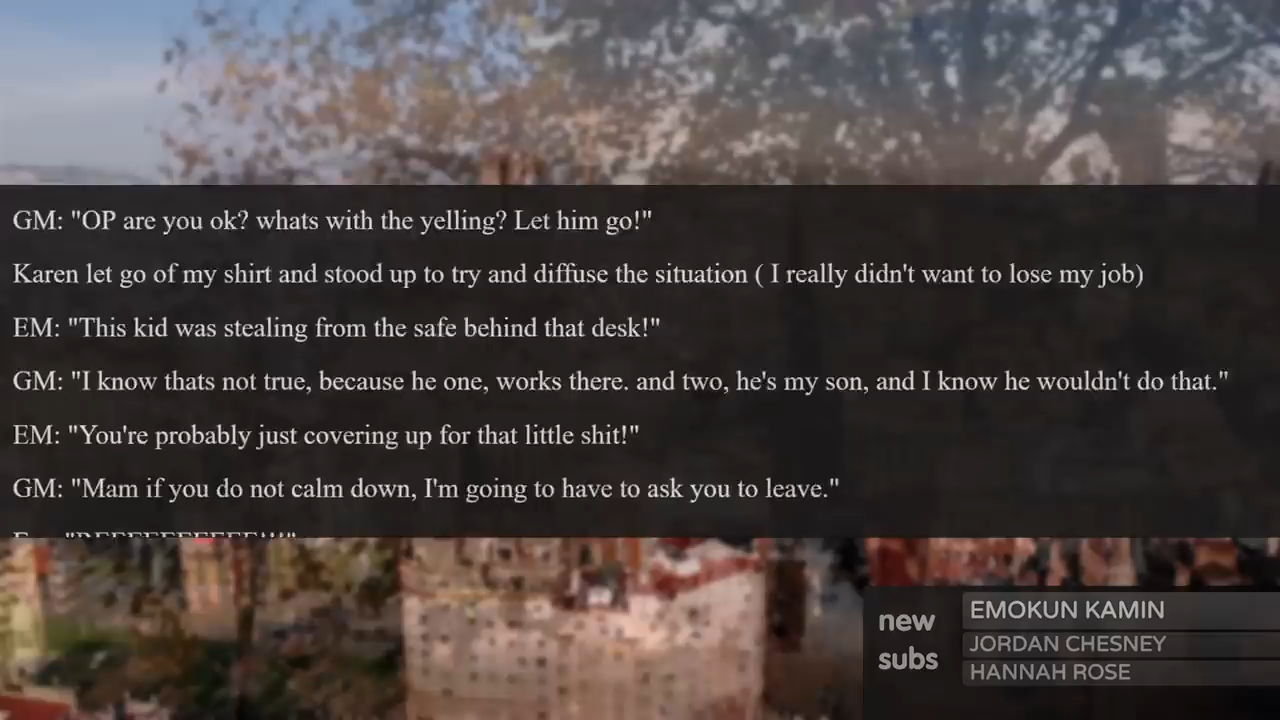 GM: "OP are you ok? whats with the yelling? Let him go!"
Karen let go of my shirt and stood up to try and diffuse the situation ( I really didn't want to lose my job)
EM: "This kid was stealing from the safe behind that desk!"
GM: "I know thats not true, because he one, works there. and two, he's my son, and I know he wouldn't do that."
EM: "You're probably just covering up for that little shit!"
GM: "Mam if you do not calm down, I'm going to have to ask you to leave."
new
subs
EMOKUN KAMIN
JORDAN CHESNEY
HANNAH ROSE